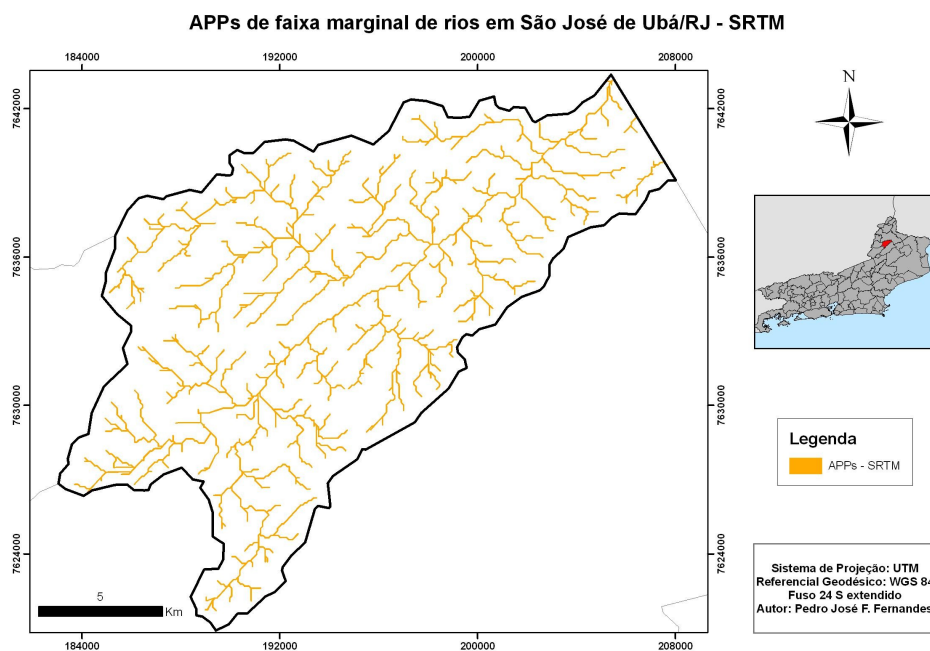 APPs de faixa marginal de rios em São José de Ubá/RJ - SRTM
184000
192000
200000
208000
N
7642000
7642000
7636000
7636000
7630000
7630000
7624000
7624000
Legenda
APPs - SRTM
5
Km
Sistema de Projeção: UTM
Referencial Geodésico: WGS 84
Fuso 24 S extendido
Autor: Pedro José F. Fernandes
184000
192000
200000
208000